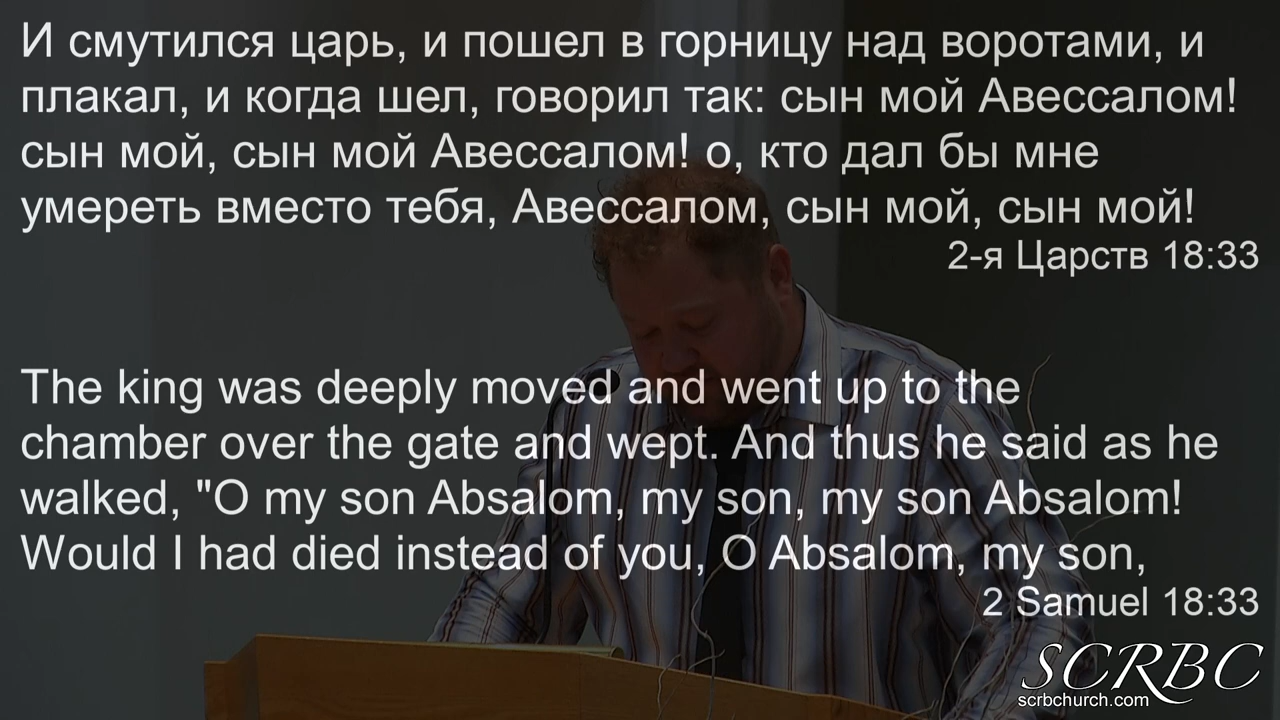 И смутился царь, и пошел в горницу над воротами, и
плакал, и когда шел, говорил так: сын мой Авессалом!
сын мой, сын мой Авессалом! о, кто дал бы мне
умереть вместо тебя, Авессалом, сын мой, сын мой!
2-я Царств 18:33
The king was deeply moved and went up to the
chamber over the gate and wept. And thus he said as he
walked, "O my son Absalom, my son, my son Absalom!
Would I had died instead of you, O Absalom, my son,
2 Samuel 18:33
SCRBC
scrbchurch.com